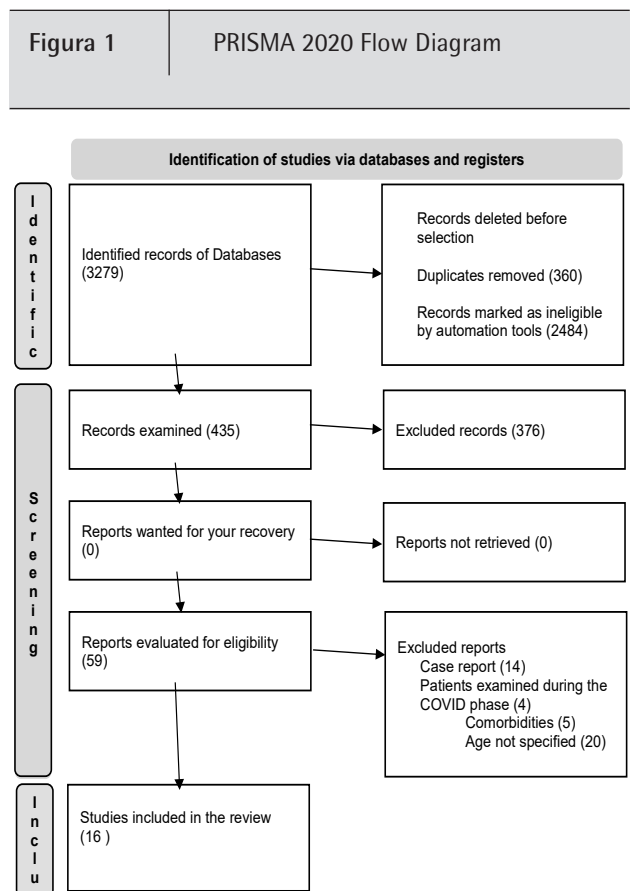 Figura 1
PRISMA 2020 Flow Diagram
Identification of studies via databases and registers
Identific
Identified records of Databases
(3279)
Records deleted before
selection
Duplicates removed (360)
Records marked as ineligible
by automation tools (2484)
Screening
Records examined (435)
Excluded records (376)
Reports wanted for your recovery
(0)
Reports not retrieved (0)
Reports evaluated for eligibility
(59)
Excluded reports
Case report (14)
Patients examined during the
COVID phase (4)
Comorbidities (5)
Age not specified (20)
Inclu
Studies included in the review
(16 )